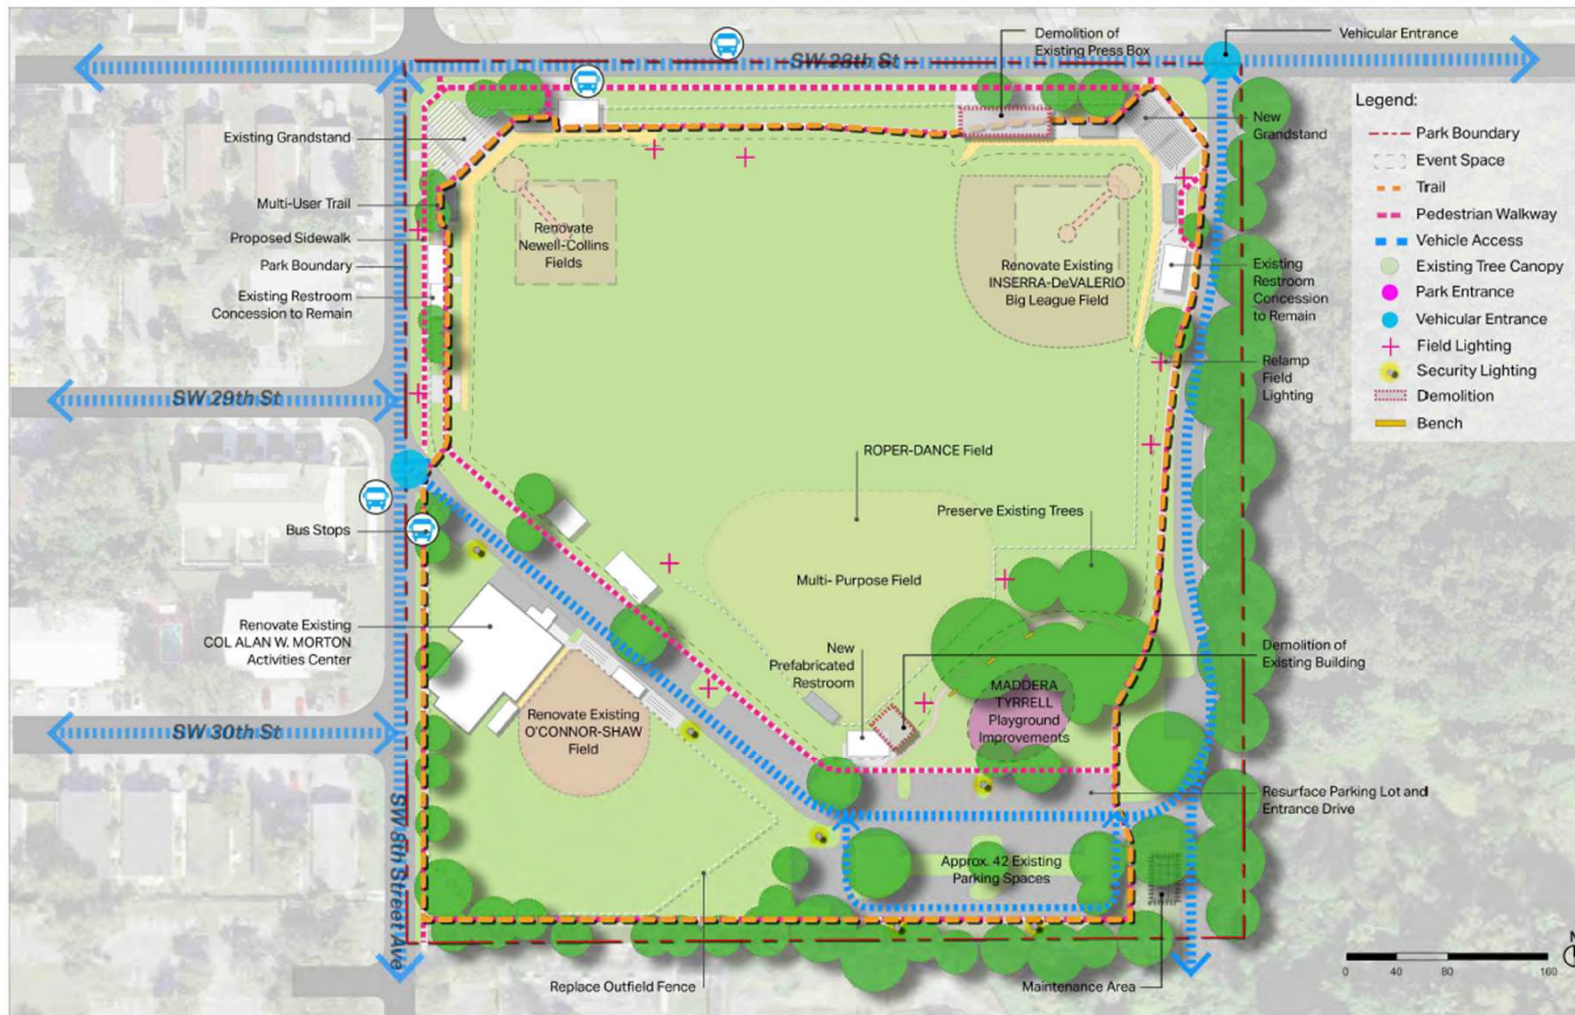 SW 28th St
Demolition of
Existing Press Box
Vehicular Entrance
Existing Grandstand
New
Grandstand
Multi-User Trail
Proposed Sidewalk
Park Boundary
Existing Restroom
Concession to Remain
Renovate
Newell-Collins
Fields
Renovate Existing
INSERRA-DeVALERIO
Big League Field
Existing
Restroom
Concession
to Remain
Relamp
Field
Lighting
Legend:
Park Boundary
Event Space
Trail
Pedestrian Walkway
Vehicle Access
Existing Tree Canopy
Park Entrance
Vehicular Entrance
Field Lighting
Security Lighting
Demolition
Bench
SW 29th St
ROPER-DANCE Field
Preserve Existing Trees
Bus Stops
Multi- Purpose Field
Renovate Existing
COL ALAN W. MORTON
Activities Center
New
Prefabricated
Restroom
Demolition of
Existing Building
MADDERA
TYRRELL
Playground
Improvements
SW 30th St
Renovate Existing
O'CONNOR-SHAW
Field
Resurface Parking Lot and
Entrance Drive
SW 8th Street Ave
Approx. 42 Existing
Parking Spaces
Replace Outfield Fence
Maintenance Area
0 40 80 160
N